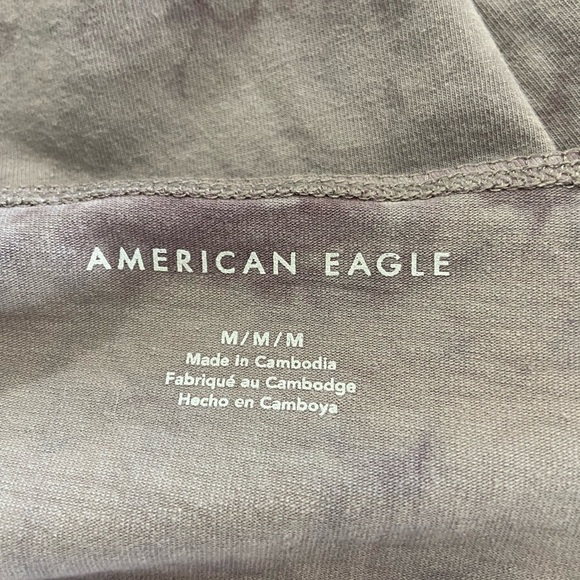 AMERICAN EAGLE
M/M/M
Made In Cambodia
Fabriqué au Cambodge
Hecho en Camboya